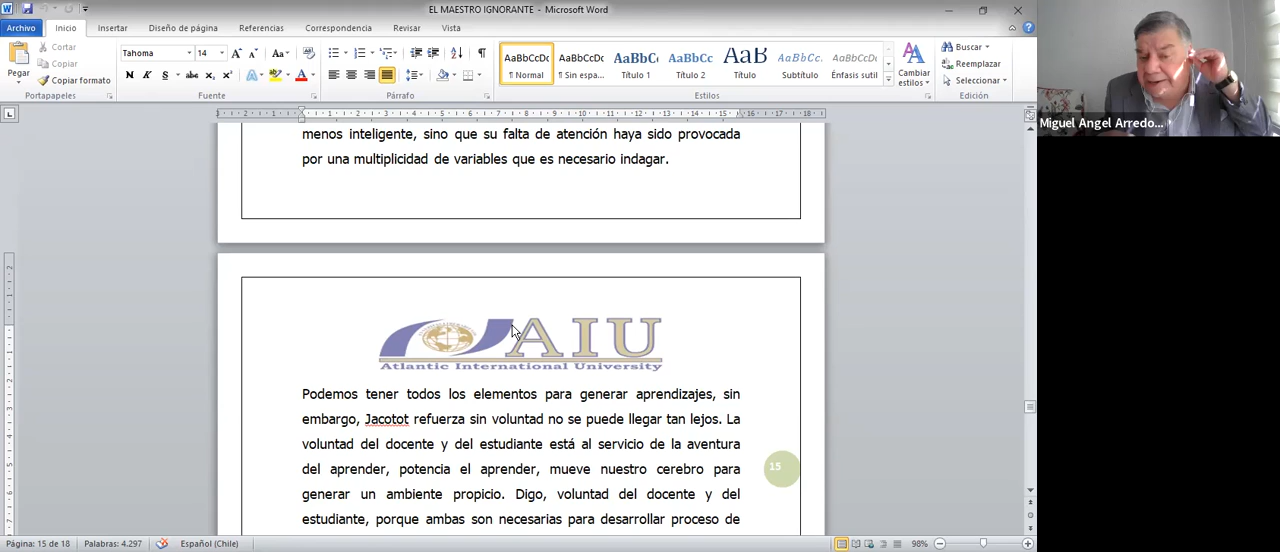 EL MAESTRO IGNORANTE - Microsoft Word
Archivo Inicio Insertar Diseño de página Referencias Correspondencia Revisar Vista
Pegar
Cortar
Copiar
Copiar formato
Portapapeles
Tahoma 14
Fuente
Párrafo
AaBbCcDc
¶ Normal
AaBbCcDc
¶ Sin espa...
AaBbC
Título 1
AaBbCc
Título 2
AaB
Título
AaBbCc.
Subtítulo
AaBbCcDc
Énfasis sutil
Cambiar
estilos
Estilos
Buscar
Reemplazar
Seleccionar
Edición
menos inteligente, sino que su falta de atención haya sido provocada
por una multiplicidad de variables que es necesario indagar.
AIU
Atlantic International University
Podemos tener todos los elementos para generar aprendizajes, sin
embargo, Jacotot refuerza sin voluntad no se puede llegar tan lejos. La
voluntad del docente y del estudiante está al servicio de la aventura
del aprender, potencia el aprender, mueve nuestro cerebro para
generar un ambiente propicio. Digo, voluntad del docente y del
estudiante, porque ambas son necesarias para desarrollar proceso de
15
Página: 15 de 18 Palabras: 4.297 Español (Chile) 98%
Miguel Angel Arredo...